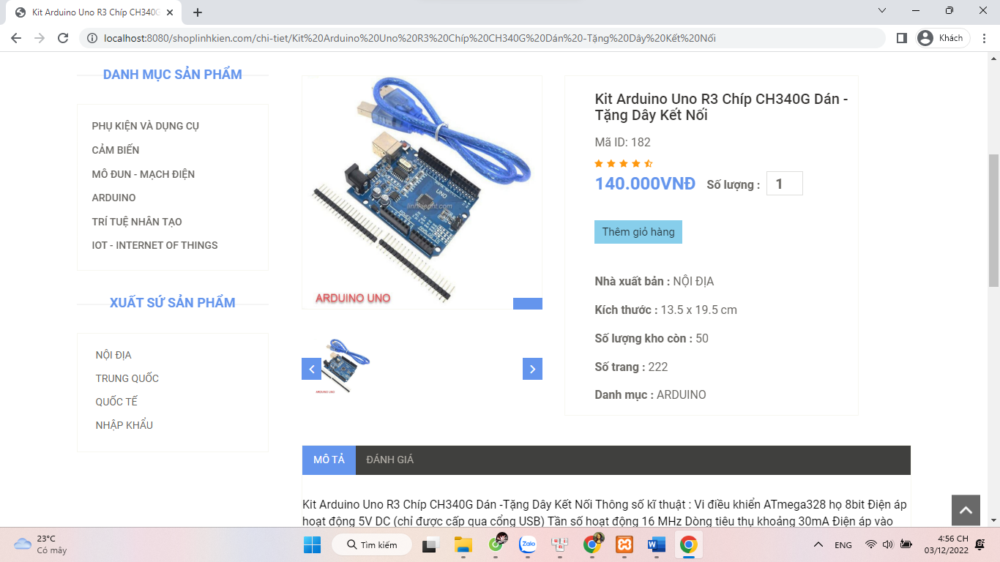 Kit Arduino Uno R3 Chíp CH340G
Khách
localhost:8080/shoplinhkien.com/chi-tiet/Kit%20Arduino%20Uno%20R3%20Chíp%20CH340G%20Dán%20-Tặng%20Dây%20Kết%20Nối
DANH MỤC SẢN PHẨM
PHỤ KIỆN VÀ DỤNG CỤ
CẢM BIẾN
MÔ ĐUN - MẠCH ĐIỆN
ARDUINO
TRÍ TUỆ NHÂN TẠO
IOT - INTERNET OF THINGS
XUẤT SỨ SẢN PHẨM
NỘI ĐỊA
TRUNG QUỐC
QUỐC TẾ
NHẬP KHẨU
UNO
ARDUINO UNO
ARDUINO UNO
Kit Arduino Uno R3 Chíp CH340G Dán -
Tặng Dây Kết Nối
Mã ID: 182
140.000VNĐ Số lượng : 1
Thêm giỏ hàng
Nhà xuất bản : NỘI ĐỊA
Kích thước : 13.5 x 19.5 cm
Số lượng kho còn : 50
Số trang : 222
Danh mục : ARDUINO
MÔ TẢ ĐÁNH GIÁ
Kit Arduino Uno R3 Chíp CH340G Dán -Tặng Dây Kết Nối Thông số kĩ thuật : Vi điều khiển ATmega328 họ 8bit Điện áp
hoạt động 5V DC (chỉ được cấp qua cổng USB) Tần số hoạt động 16 MHz Dòng tiêu thụ khoảng 30mA Điện áp vào
23°C
Có mây
Tìm kiếm
Zalo
ENG
4:56 CH
03/12/2022